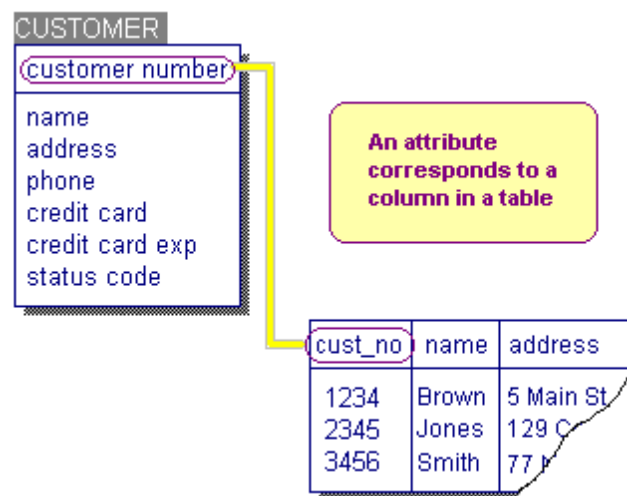 CUSTOMER
customer number
name
address
phone
credit card
credit card exp
status code
An attribute
corresponds to a
column in a table
cust_no name address
1234 Brown 5 Main St
2345 Jones 129
3456 Smith 77